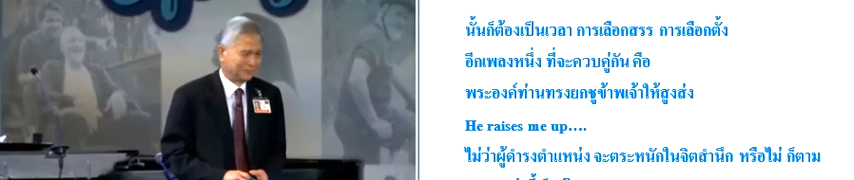 นั้นก็ต้องเป็นเวลา การเลือกสรร การเลือกตั้ง
อีกเพลงหนึ่ง ที่จะควบคู่กัน คือ
พระองค์ท่านทรงยกชูข้าพเจ้าให้สูงส่ง
He raises me up….
ไม่ว่าผู้ดำรงตำแหน่ง จะตระหนักในจิตสำนึก หรือไม่ ก็ตาม